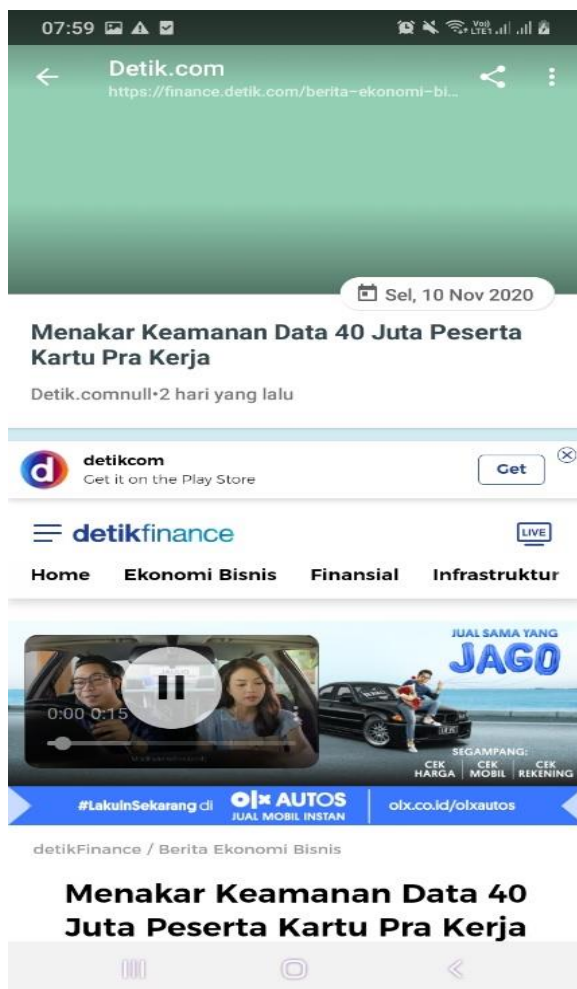 07:59
Vo))
LTE1
Detik.com
https://finance.detik.com/berita-ekonomi-bi...
Sel, 10 Nov 2020
Menakar Keamanan Data 40 Juta Peserta
Kartu Pra Kerja
Detik.comnull•2 hari yang lalu
d
detikcom
Get it on the Play Store
Get
detikfinance
LIVE
Home Ekonomi Bisnis Finansial Infrastruktur
JUAL SAMA YANG
JAGO
0:00 0:15
SEGAMPANG:
CEK HARGA | CEK MOBIL | CEK REKENING
#LakuinSekarang di OLX AUTOS olx.co.id/olxautos
JUAL MOBIL INSTAN
detikFinance / Berita Ekonomi Bisnis
Menakar Keamanan Data 40
Juta Peserta Kartu Pra Kerja